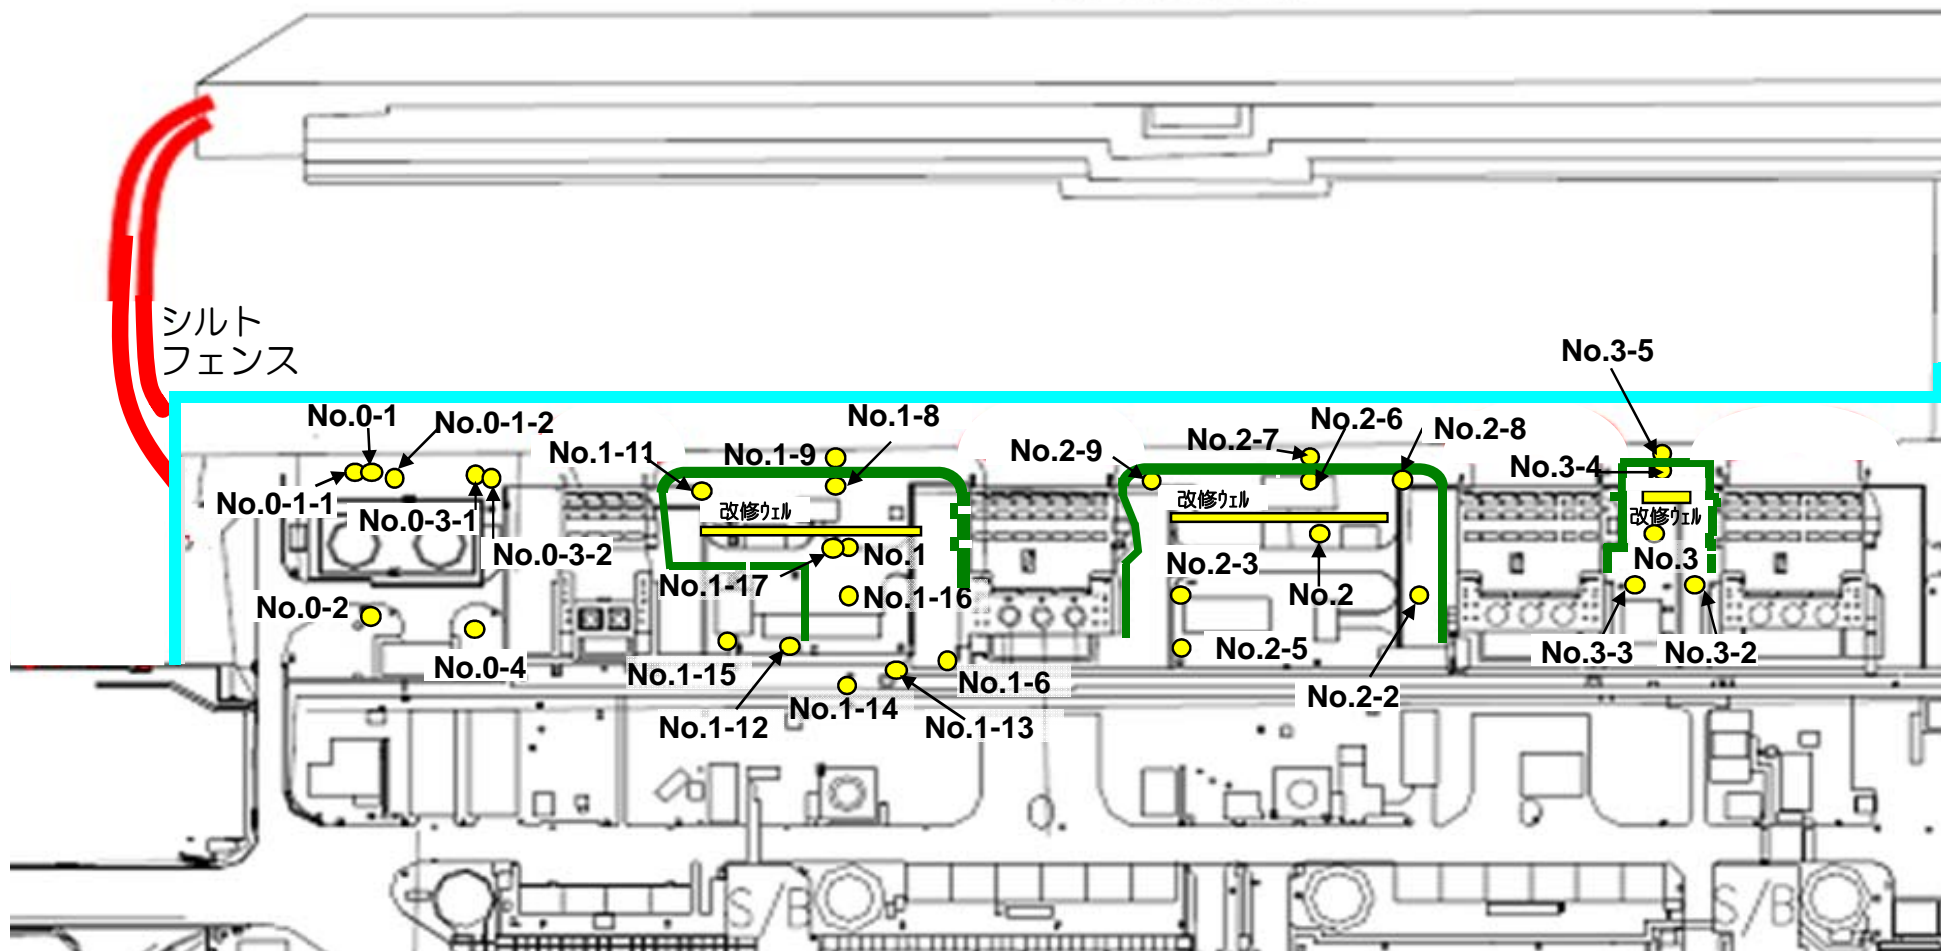 シルト
フェンス
No.3-5
No.0-1
No.0-1-2
No.1-8
No.2-6
No.2-8
No.2-7
No.1-11
No.1-9
No.2-9
No.3-4
No.0-1-1
No.0-3-1
改修ｳｪﾙ
改修ｳｪﾙ
改修ｳｪﾙ
No.0-3-2
No.1
No.1-17
No.2-3
No.3
No.0-2
No.1-16
No.2
No.0-4
No.1-15
No.2-5
No.3-3
No.3-2
No.1-6
No.2-2
No.1-14
No.1-12
No.1-13
S/B
S/B